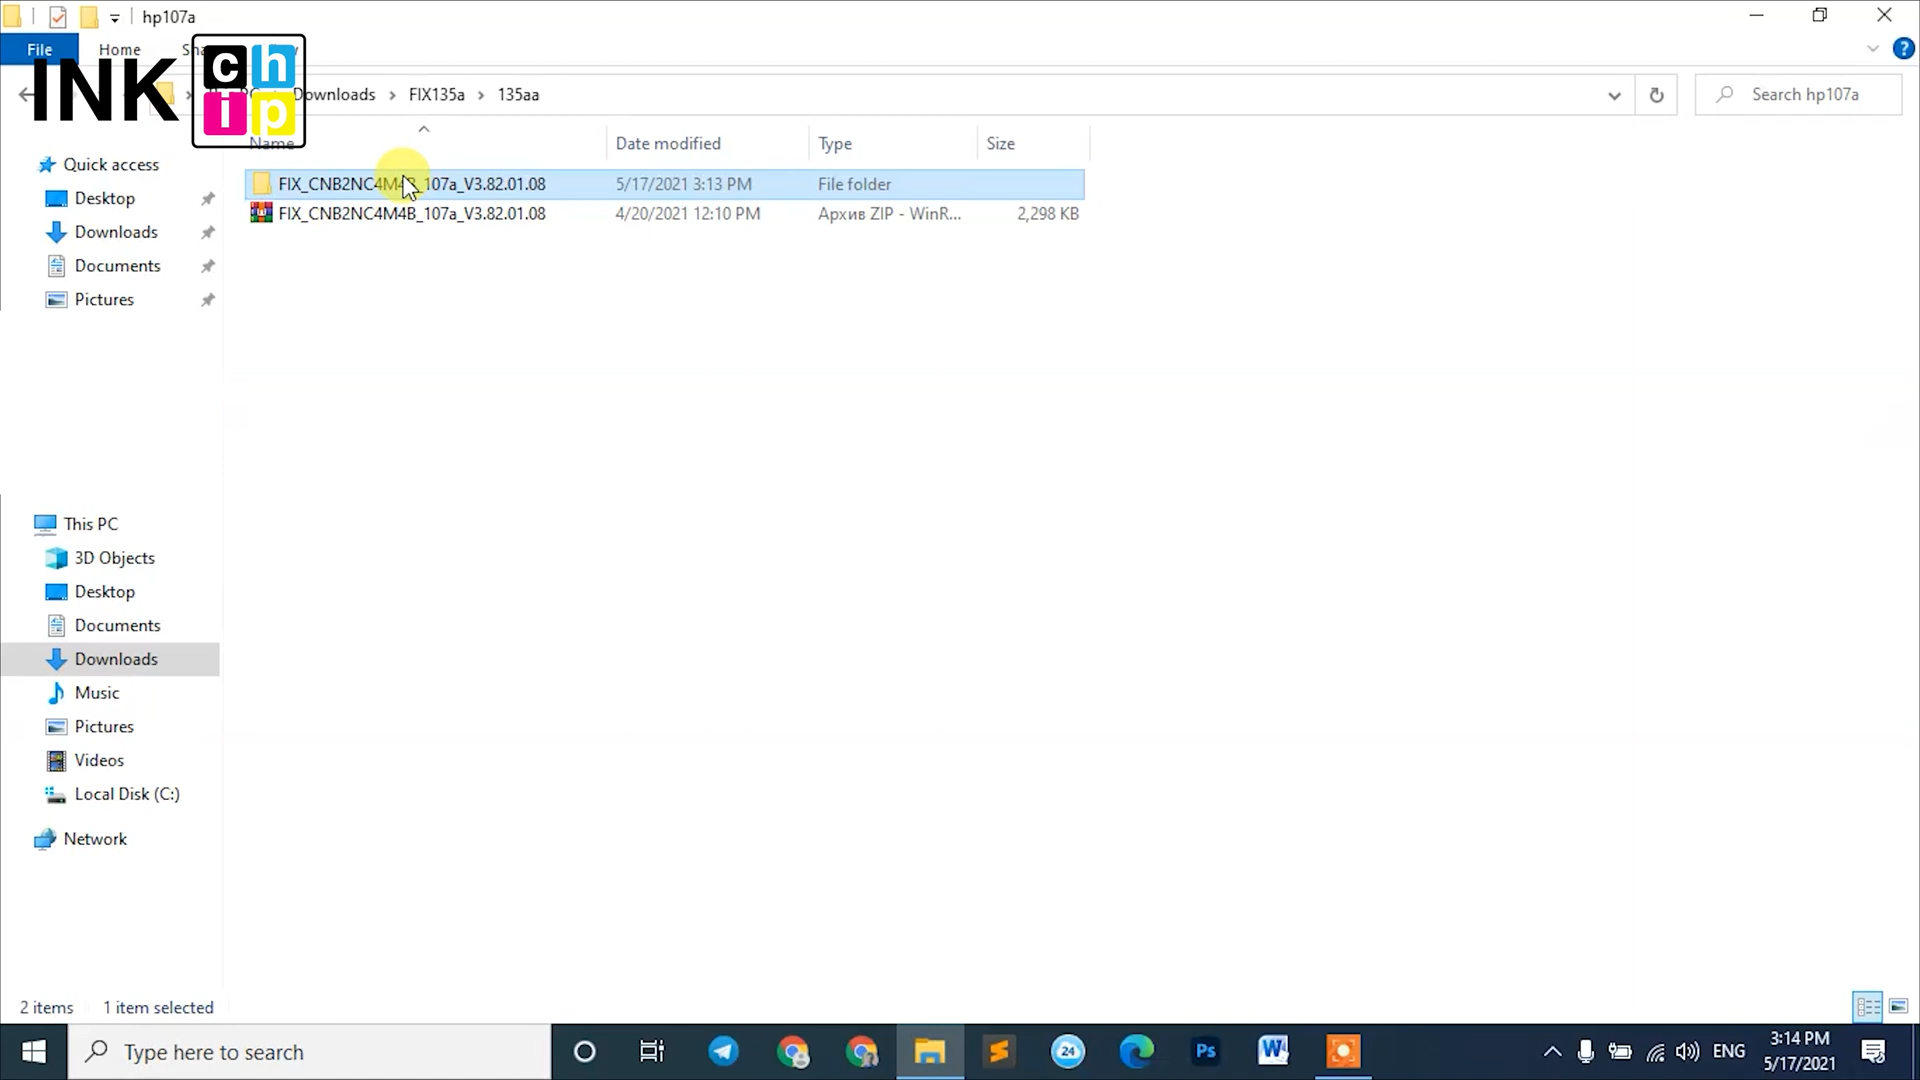 hp107a
File Home
INK chip
Downloads > FIX135a > 135aa
Search hp107a
Name Date modified Type Size
FIX_CNB2NC4M4B_107a_V3.82.01.08 5/17/2021 3:13 PM File folder
FIX_CNB2NC4M4B_107a_V3.82.01.08 4/20/2021 12:10 PM Архив ZIP - WinR... 2,298 KB
Quick access
Desktop
Downloads
Documents
Pictures
This PC
3D Objects
Desktop
Documents
Downloads
Music
Pictures
Videos
Local Disk (C:)
Network
2 items 1 item selected
Type here to search
24
Ps
W
ENG
3:14 PM
5/17/2021